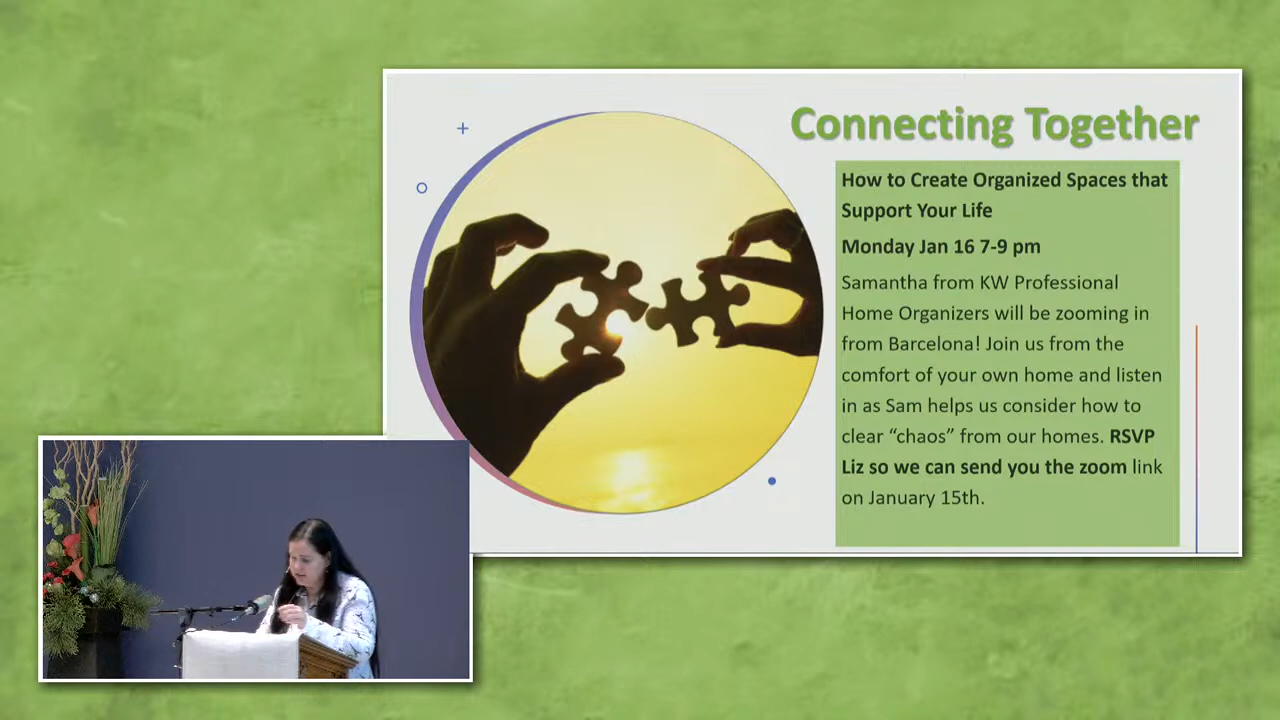 Connecting Together
How to Create Organized Spaces that
Support Your Life
Monday Jan 16 7-9 pm
Samantha from KW Professional
Home Organizers will be zooming in
from Barcelona! Join us from the
comfort of your own home and listen
in as Sam helps us consider how to
clear “chaos” from our homes. RSVP
Liz so we can send you the zoom link
on January 15th.